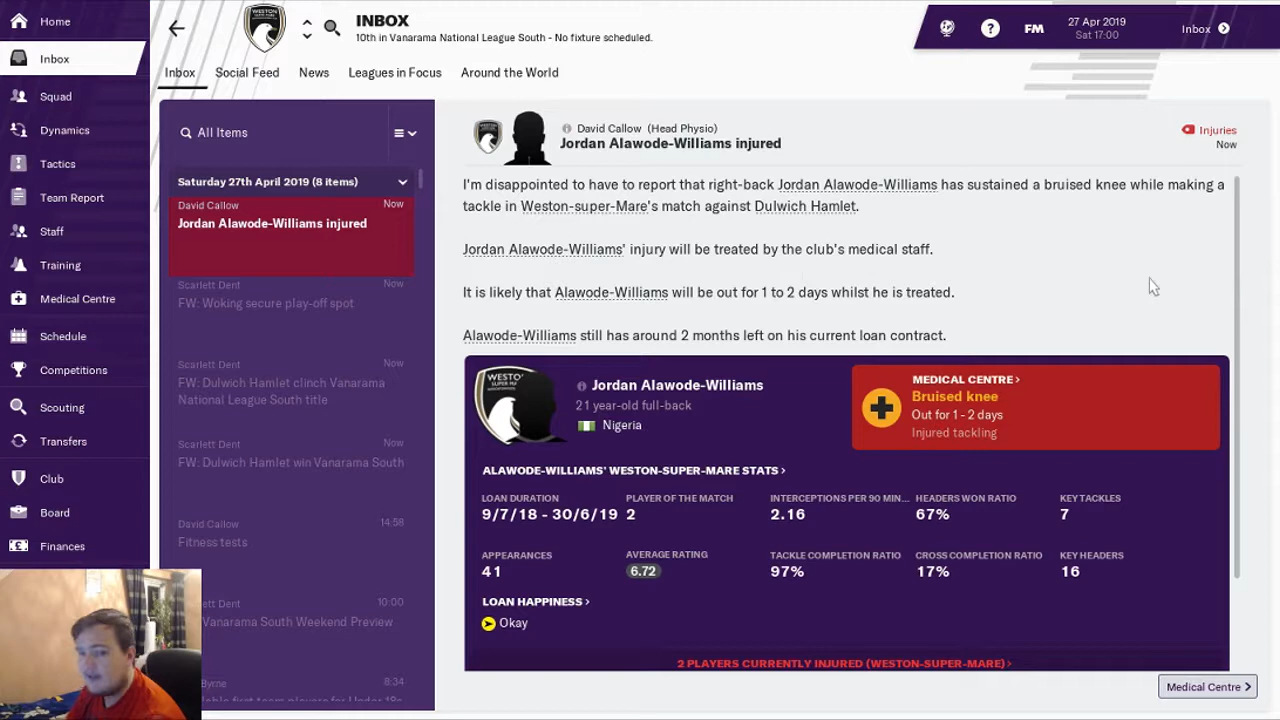 Home
Inbox
Squad
Dynamics
Tactics
Team Report
Staff
Training
Medical Centre
Schedule
Competitions
Scouting
Transfers
Club
Board
Finances
INBOX
10th in Vanarama National League South - No fixture scheduled.
?
FM
27 Apr 2019
Sat 17:00
Inbox
Inbox
Social Feed
News
Leagues in Focus
Around the World
All Items
Saturday 27th April 2019 (8 items)
David Callow
Now
Jordan Alawode-Williams injured
Scarlett Dent
Now
FW: Woking secure play-off spot
Scarlett Dent
Now
FW: Dulwich Hamlet clinch Vanarama
National League South title
Scarlett Dent
Now
FW: Dulwich Hamlet win Vanarama South
David Callow
14:58
Fitness tests
Dent
10:00
Vanarama South Weekend Preview
Byrne
8:34
first team players for Under 18s
David Callow (Head Physio)
Jordan Alawode-Williams injured
Injuries
Now
I'm disappointed to have to report that right-back Jordan Alawode-Williams has sustained a bruised knee while making a
tackle in Weston-super-Mare's match against Dulwich Hamlet.
Jordan Alawode-Williams' injury will be treated by the club's medical staff.
It is likely that Alawode-Williams will be out for 1 to 2 days whilst he is treated.
Alawode-Williams still has around 2 months left on his current loan contract.
Jordan Alawode-Williams
21 year-old full-back
Nigeria
MEDICAL CENTRE >
Bruised knee
Out for 1 - 2 days
Injured tackling
ALAWODE-WILLIAMS' WESTON-SUPER-MARE STATS >
LOAN DURATION
9/7/18 - 30/6/19
PLAYER OF THE MATCH
2
INTERCEPTIONS PER 90 MIN...
2.16
HEADERS WON RATIO
67%
KEY TACKLES
7
APPEARANCES
41
AVERAGE RATING
6.72
TACKLE COMPLETION RATIO
97%
CROSS COMPLETION RATIO
17%
KEY HEADERS
16
LOAN HAPPINESS >
Okay
2 PLAYERS CURRENTLY INJURED (WESTON-SUPER-MARE) >
Medical Centre >